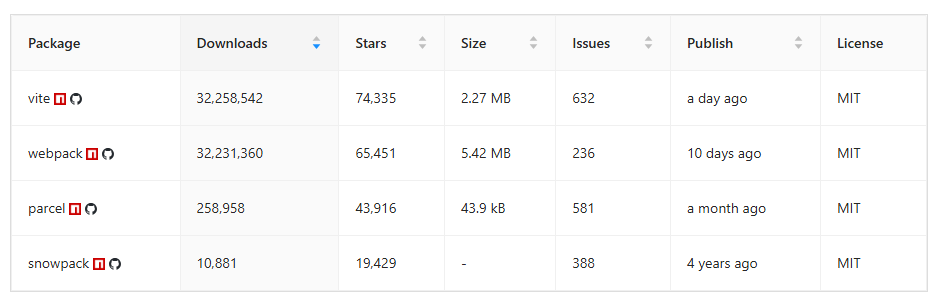 Package Downloads Stars Size Issues Publish License
vite 32,258,542 74,335 2.27 MB 632 a day ago MIT
webpack 32,231,360 65,451 5.42 MB 236 10 days ago MIT
parcel 258,958 43,916 43.9 kB 581 a month ago MIT
snowpack 10,881 19,429 - 388 4 years ago MIT